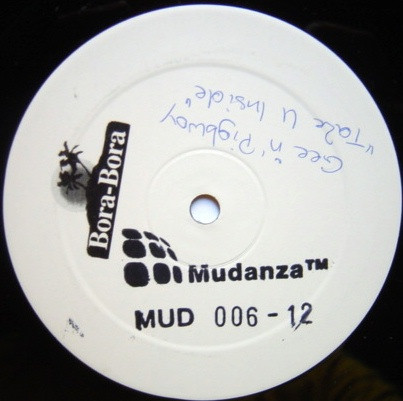 Gee "n" Pigbwoy
"Take U Inside"
Bora-Bora
Mudanza™
MUD 006-12